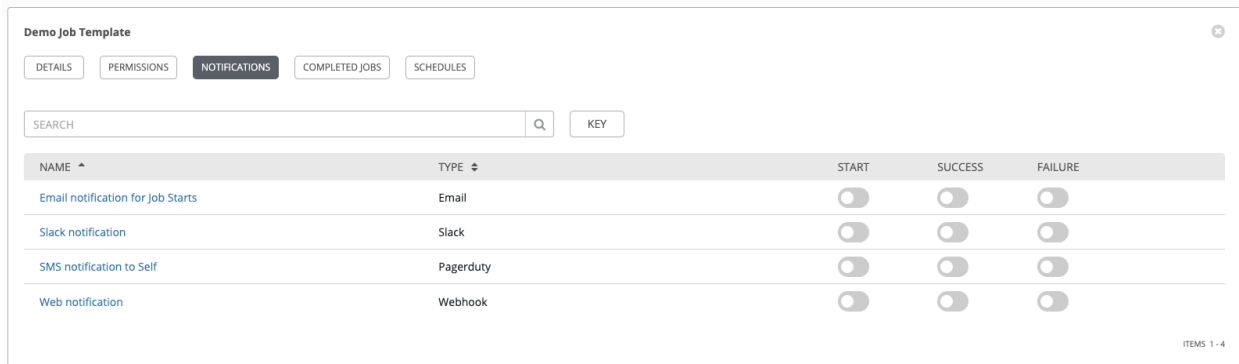 Demo Job Template
DETAILS PERMISSIONS NOTIFICATIONS COMPLETED JOBS SCHEDULES
SEARCH KEY
NAME TYPE START SUCCESS FAILURE
Email notification for Job Starts Email
Slack notification Slack
SMS notification to Self Pagerduty
Web notification Webhook
ITEMS 1 - 4